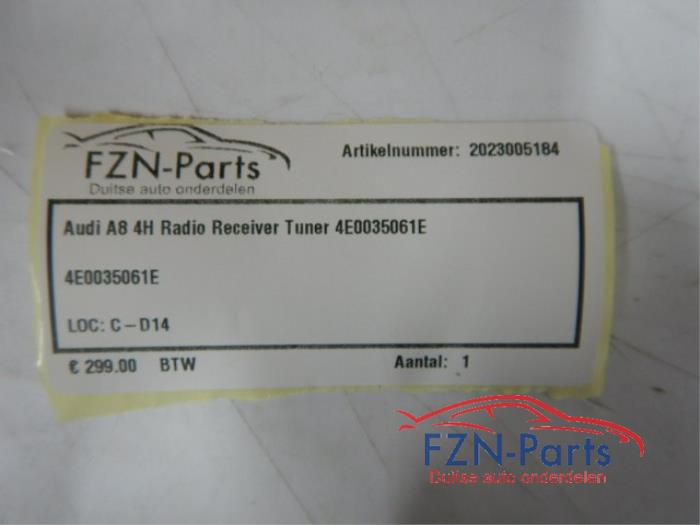 FZN-Parts
Duitse auto onderdelen
Artikelnummer: 2023005184
Audi A8 4H Radio Receiver Tuner 4E0035061E
4E0035061E
LOC: C-D14
€ 299.00 BTW
Aantal: 1
FZN-Parts
Duitse auto onderdelen